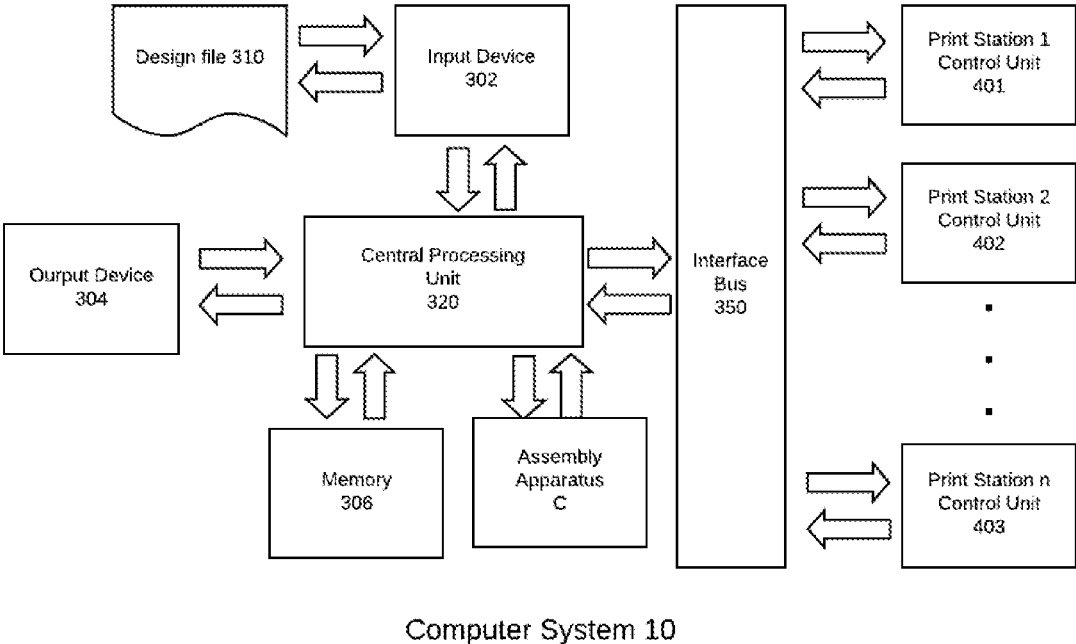 Design file 310
Input Device
302
Print Station 1
Control Unit
401
Print Station 2
Control Unit
402
Ourput Device
304
Central Processing
Unit
320
Interface
Bus
350
Memory
306
Assembly
Apparatus
C
Print Station n
Control Unit
403
Computer System 10